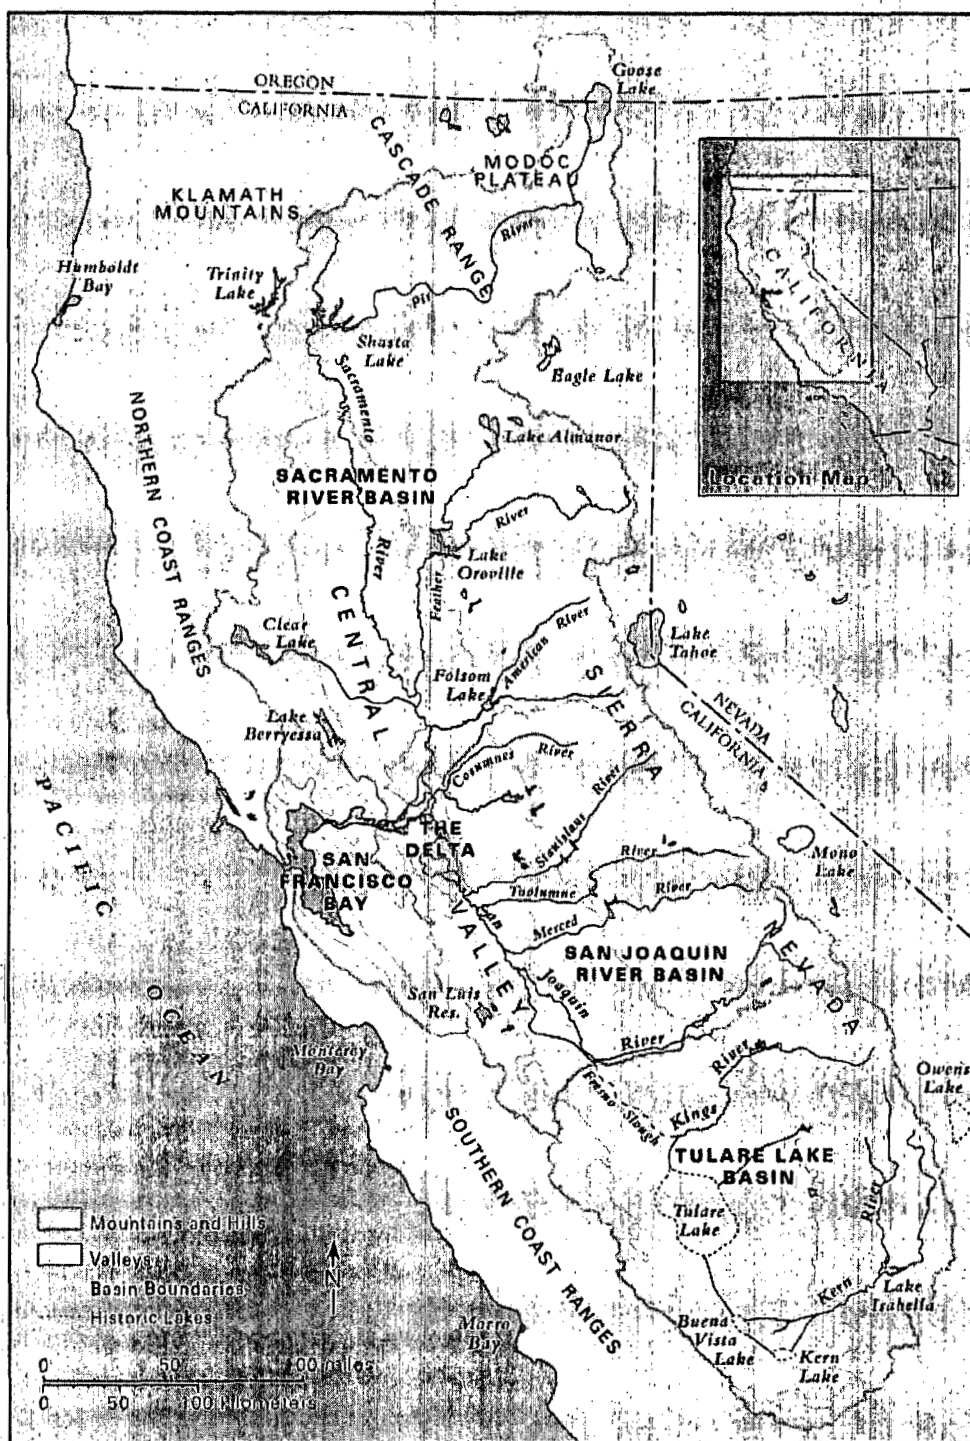 OREGON
CALIFORNIA
Goose
Lake
CASCADE RANGE
MODOC
PLATEAU
KLAMATH
MOUNTAINS
River
Pit
Humboldt
Bay
Trinity
Lake
Shasta
Lake
Eagle Lake
CALIFORNIA
Location Map
NORTHERN COAST RANGES
Sacramento
River
Lake Almanor
SACRAMENTO
RIVER BASIN
River
Feather
Lake
Oroville
CENTRAL
VALLEY
Clear
Lake
American River
Lake
Tahoe
Folsom
Lake
NEVADA
CALIFORNIA
Lake
Berryessa
Cosumnes River
Stanislaus River
PACIFIC
OCEAN
THE
DELTA
SAN
FRANCISCO
BAY
Tuolumne River
Mono
Lake
Merced River
San
Joaquin
River
SAN JOAQUIN
RIVER BASIN
NEVADA
San Luis
Res.
Monterey
Bay
Fresno Slough
Kings River
Owens
Lake
SOUTHERN COAST RANGES
TULARE LAKE
BASIN
Tulare
Lake
Kern River
Lake
Isabella
Buena
Vista
Lake
Kern
Lake
Morro
Bay
Mountains and Hills
Valleys
Basin Boundaries
Historic Lakes
N
0 50 100 miles
0 50 100 Kilometers